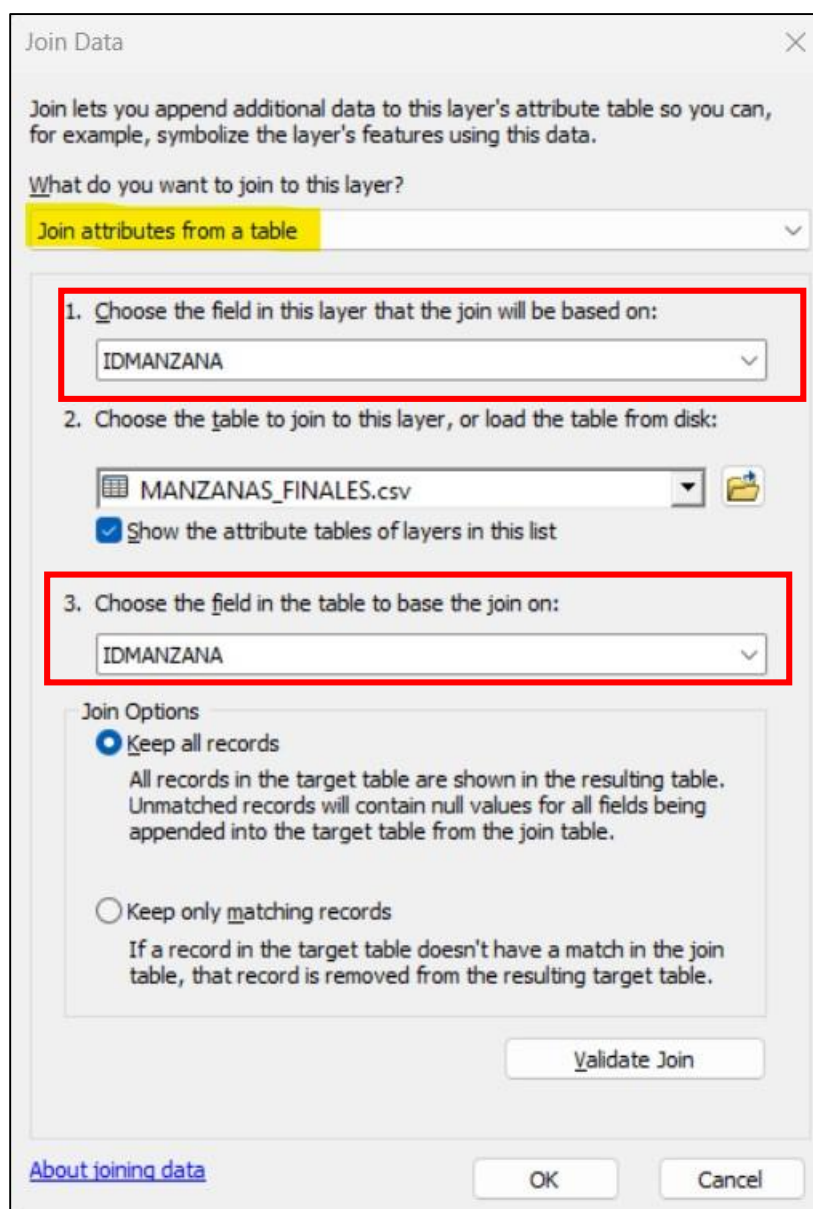 Join Data
Join lets you append additional data to this layer's attribute table so you can,
for example, symbolize the layer's features using this data.
What do you want to join to this layer?
Join attributes from a table
1. Choose the field in this layer that the join will be based on:
IDMANZANA
2. Choose the table to join to this layer, or load the table from disk:
MANZANAS_FINALES.csv
Show the attribute tables of layers in this list
3. Choose the field in the table to base the join on:
IDMANZANA
Join Options
Keep all records
All records in the target table are shown in the resulting table.
Unmatched records will contain null values for all fields being
appended into the target table from the join table.
Keep only matching records
If a record in the target table doesn't have a match in the join
table, that record is removed from the resulting target table.
Validate Join
About joining data
OK
Cancel